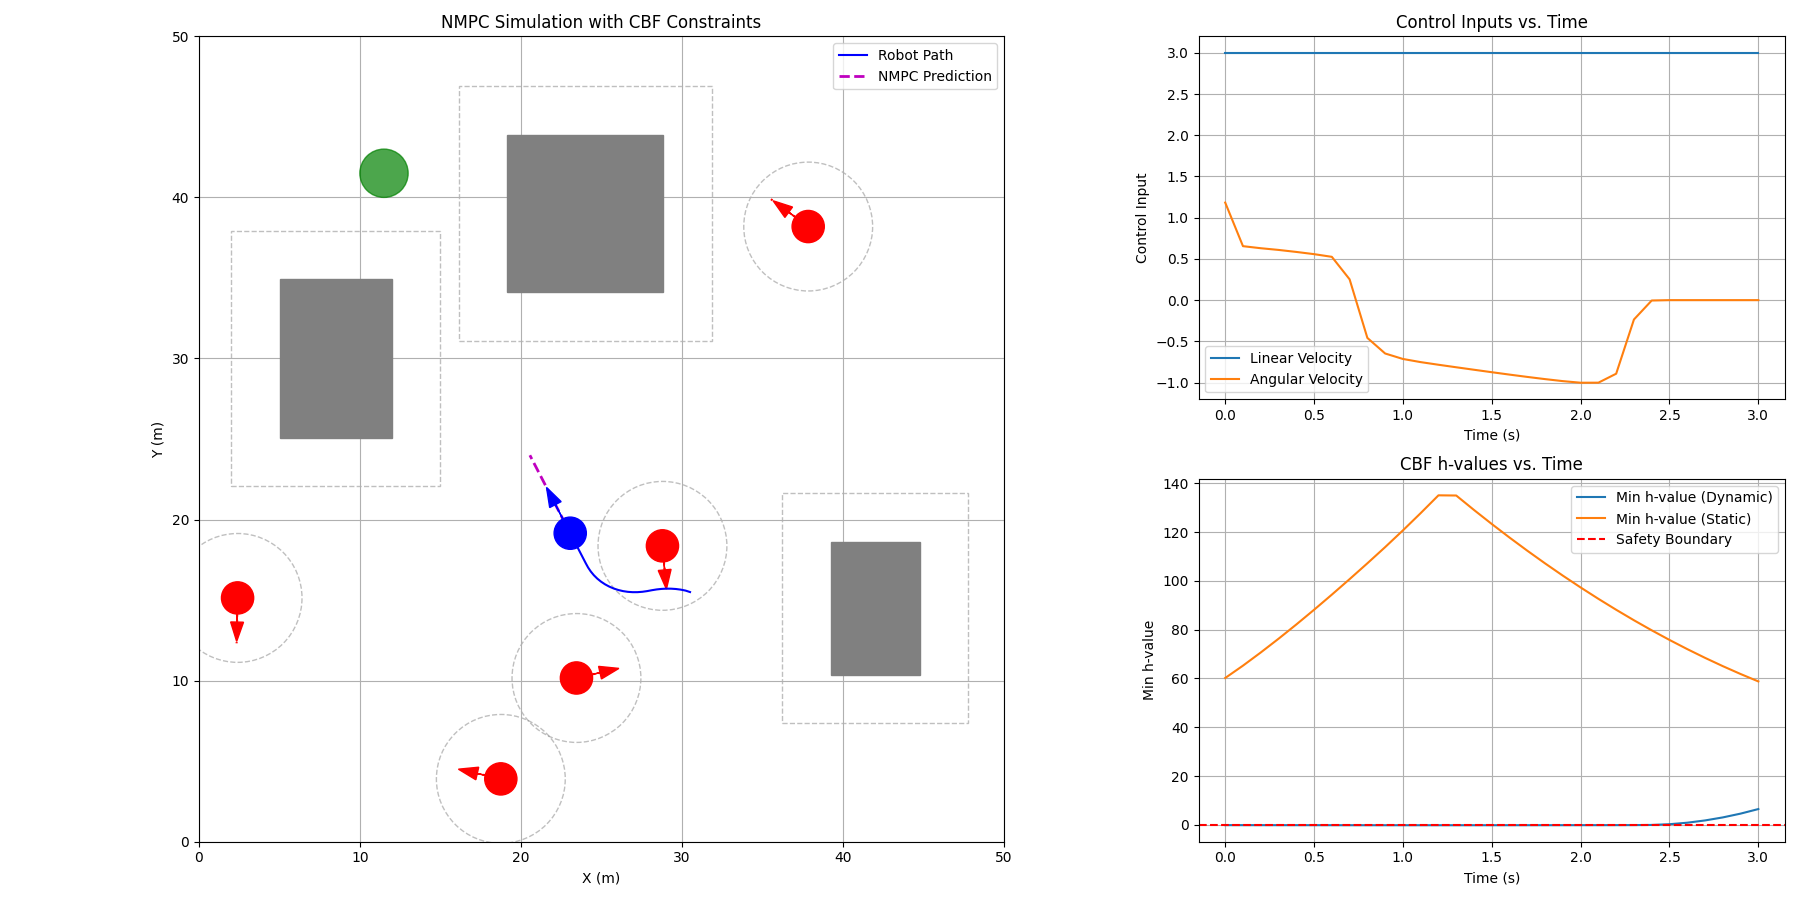 NMPC Simulation with CBF Constraints
Robot Path
NMPC Prediction
Y (m)
50
40
30
20
10
0
0 10 20 30 40 50
X (m)
Control Inputs vs. Time
Control Input
3.0
2.5
2.0
1.5
1.0
0.5
0.0
−0.5
−1.0
Linear Velocity
Angular Velocity
0.0 0.5 1.0 1.5 2.0 2.5 3.0
Time (s)
CBF h-values vs. Time
Min h-value
140
120
100
80
60
40
20
0
Min h-value (Dynamic)
Min h-value (Static)
Safety Boundary
0.0 0.5 1.0 1.5 2.0 2.5 3.0
Time (s)